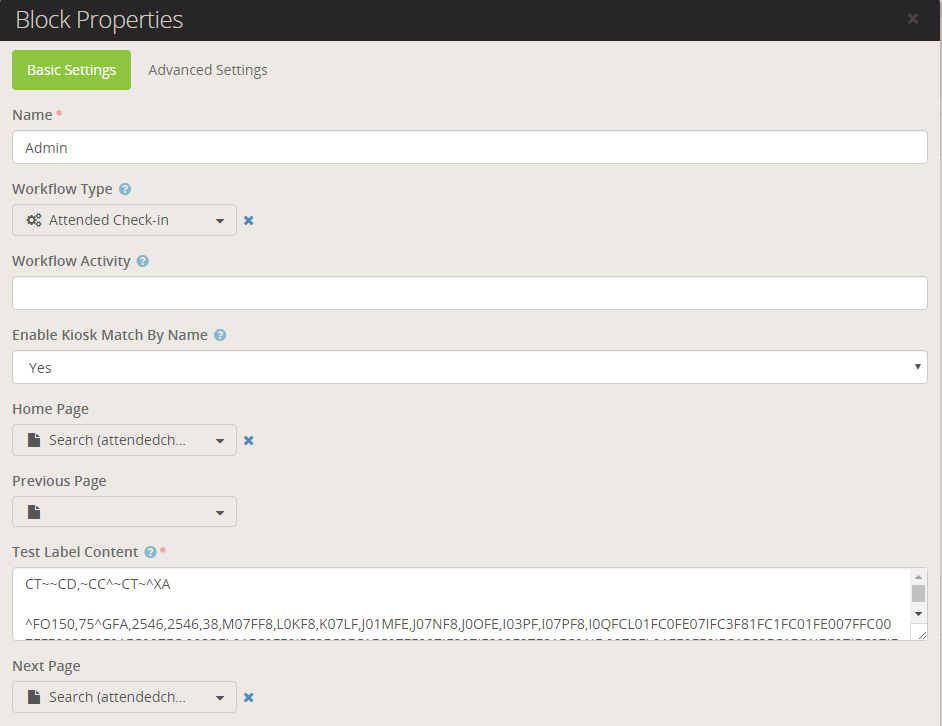 Block Properties
Basic Settings Advanced Settings
Name *
Admin
Workflow Type
Attended Check-in
Workflow Activity
Enable Kiosk Match By Name
Yes
Home Page
Search (attendedch...
Previous Page
Test Label Content *
CT~~CD,~CC^~CT~^XA
^FO150,75^GFA,2546,2546,38,M07FF8,L0KF8,K07LF,J01MFE,J07NF8,J0OFE,I03PF,I07PF8,I0QFCL01FC0FE07IFC3F81FC1FC01FE007FFC00
Next Page
Search (attendedch...